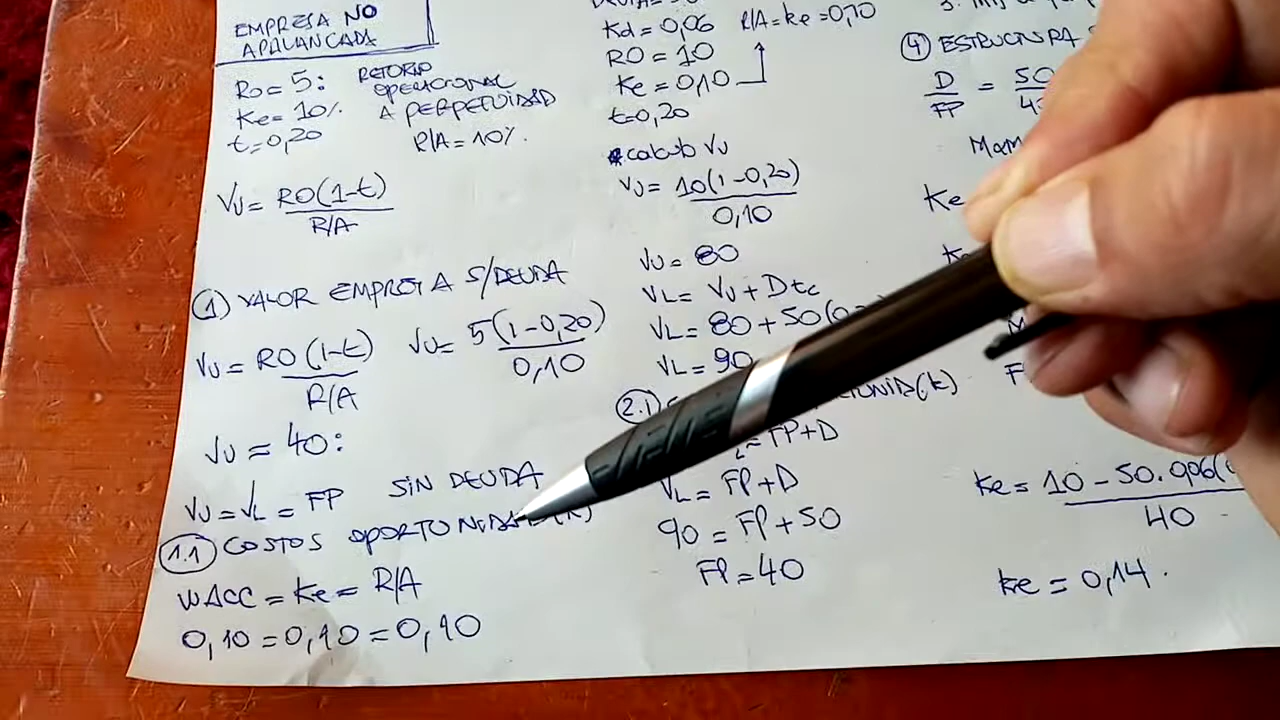 EMPRESA NO
APALANCADA
RO = 5: RETORNO
OPERACIONAL
Ke = 10% A PERPETUIDAD
t=0,20 R/A = 10%.
VU = RO(1-t)
R/A
① VALOR EMPRESA S/DEUDA
VU = RO(1-t) VU = 5(1-0,20)
R/A 0,10
VU = 40:
VU = VL = FP SIN DEUDA
1.1 COSTOS OPORTUNIDAD (K)
WACC = Ke = R/A
0,10 = 0,10 = 0,10
Kd = 0,06 R/A = Ke = 0,10
RO = 10
Ke = 0,10
t=0,20
*calculo VU
VU = 10(1-0,20)
0,10
VU = 80
VL = VU + Dtc
VL = 80 + 50(0,
VL = 90
2.1 (K)
= FP+D
VL = FP+D
90 = FP + 50
FP = 40
④ ESTRUCTURA
D = 50
FP
Ke
Ke = 10 - 50.0,06(
40
Ke = 0,14.